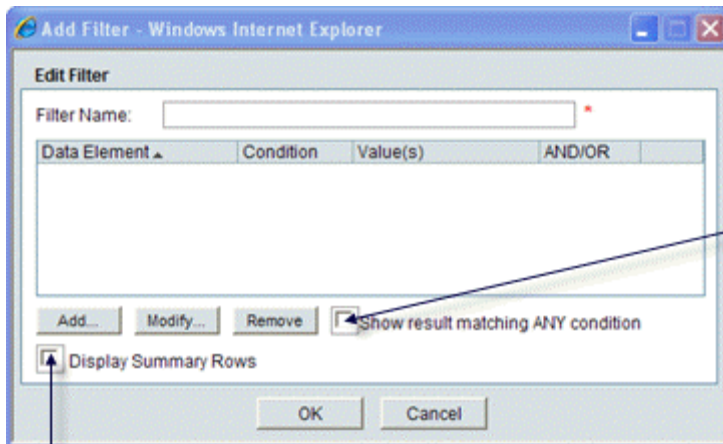 Add Filter - Windows Internet Explorer
Edit Filter
Filter Name: *
Data Element Condition Value(s) AND/OR
Add... Modify... Remove Show result matching ANY condition
Display Summary Rows
OK Cancel